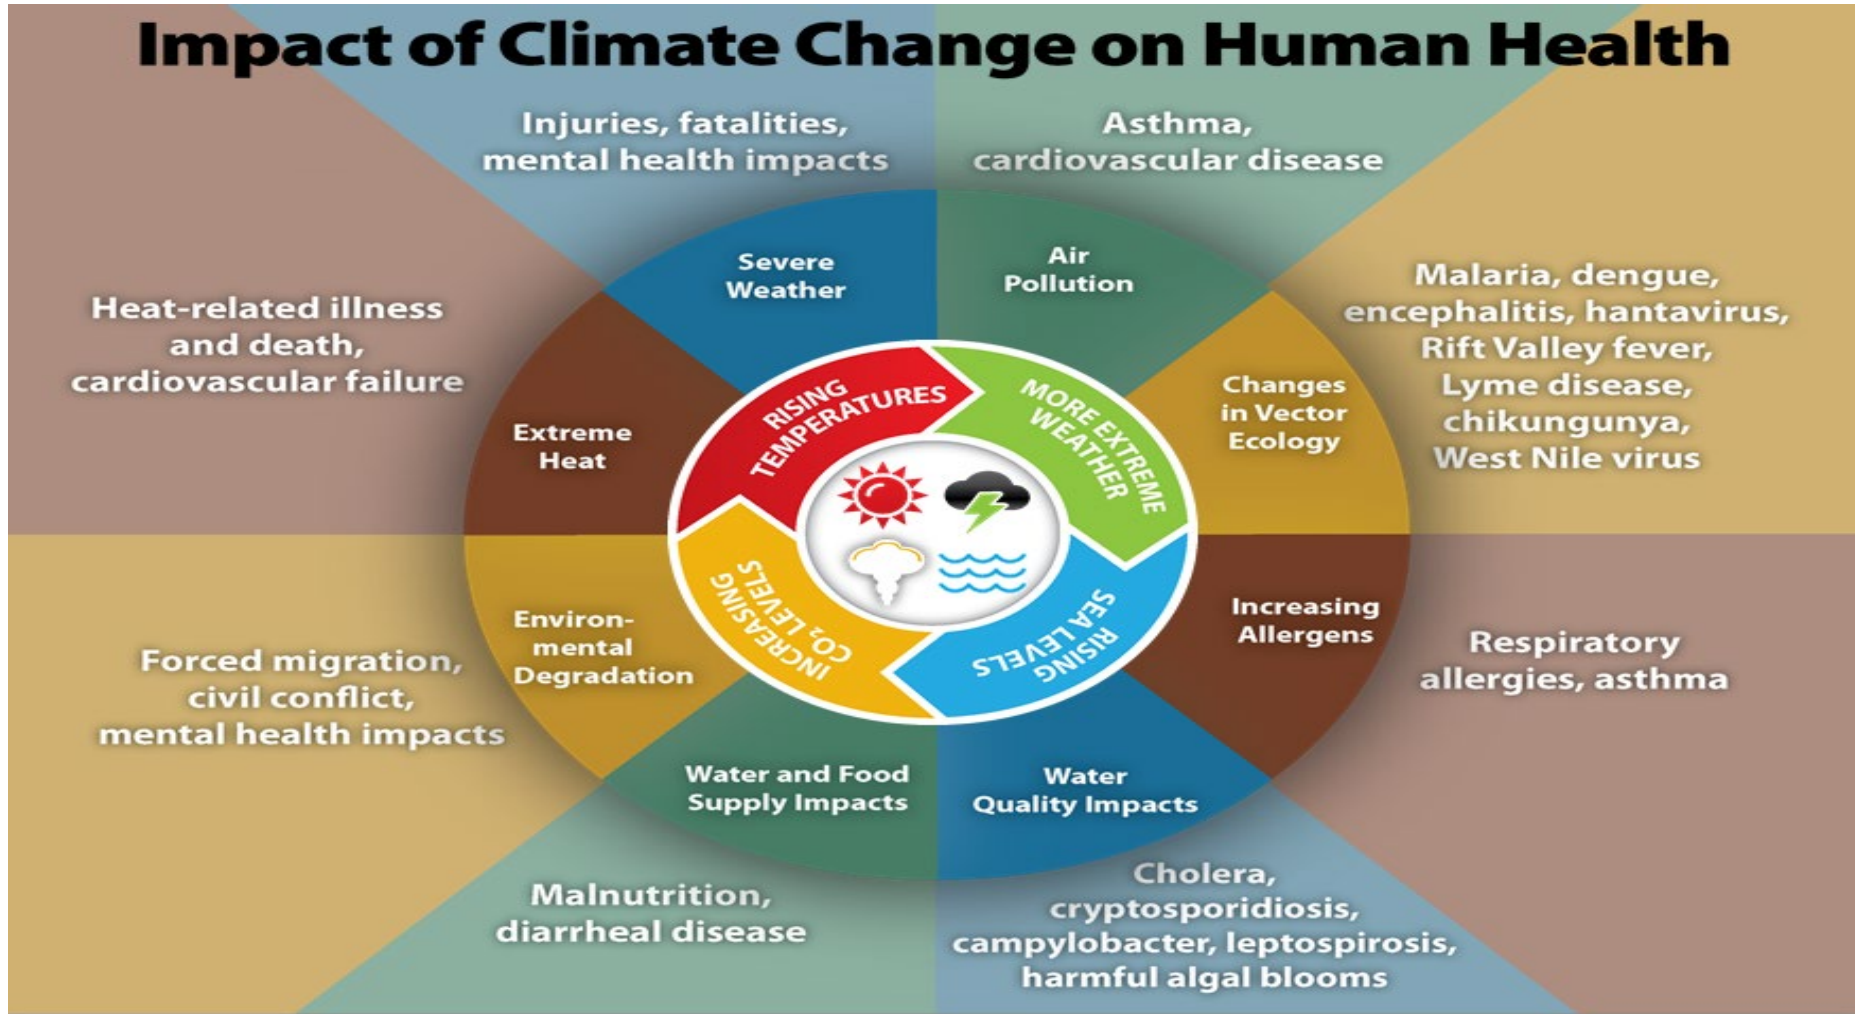 Impact of Climate Change on Human Health
Injuries, fatalities,
mental health impacts
Asthma,
cardiovascular disease
Severe
Weather
Air
Pollution
Heat-related illness
and death,
cardiovascular failure
Malaria, dengue,
encephalitis, hantavirus,
Rift Valley fever,
Lyme disease,
chikungunya,
West Nile virus
Extreme
Heat
Changes
in Vector
Ecology
RISING
TEMPERATURES
MORE EXTREME
WEATHER
INCREASING
CO₂ LEVELS
RISING
SEA LEVELS
Environ-
mental
Degradation
Increasing
Allergens
Forced migration,
civil conflict,
mental health impacts
Respiratory
allergies, asthma
Water and Food
Supply Impacts
Water
Quality Impacts
Malnutrition,
diarrheal disease
Cholera,
cryptosporidiosis,
campylobacter, leptospirosis,
harmful algal blooms